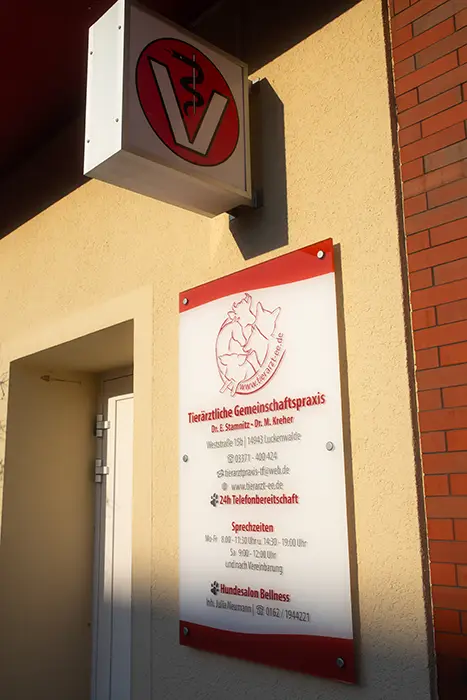 V
www.tierarzt-ee.de
Tierärztliche Gemeinschaftspraxis
Dr. E. Stamnitz - Dr. M. Kreher
Weststraße 15b | 14943 Luckenwalde
☎ 03371 - 400 424
tierarztpraxis-tf@web.de
www.tierarzt-ee.de
24h Telefonbereitschaft
Sprechzeiten
Mo-Fr 8:00 - 11:30 Uhr u. 14:30 - 19:00 Uhr
Sa 9:00 - 12:00 Uhr
und nach Vereinbarung
Hundesalon Bellness
Inh. Julia Neumann | ☎ 0162 / 1944221